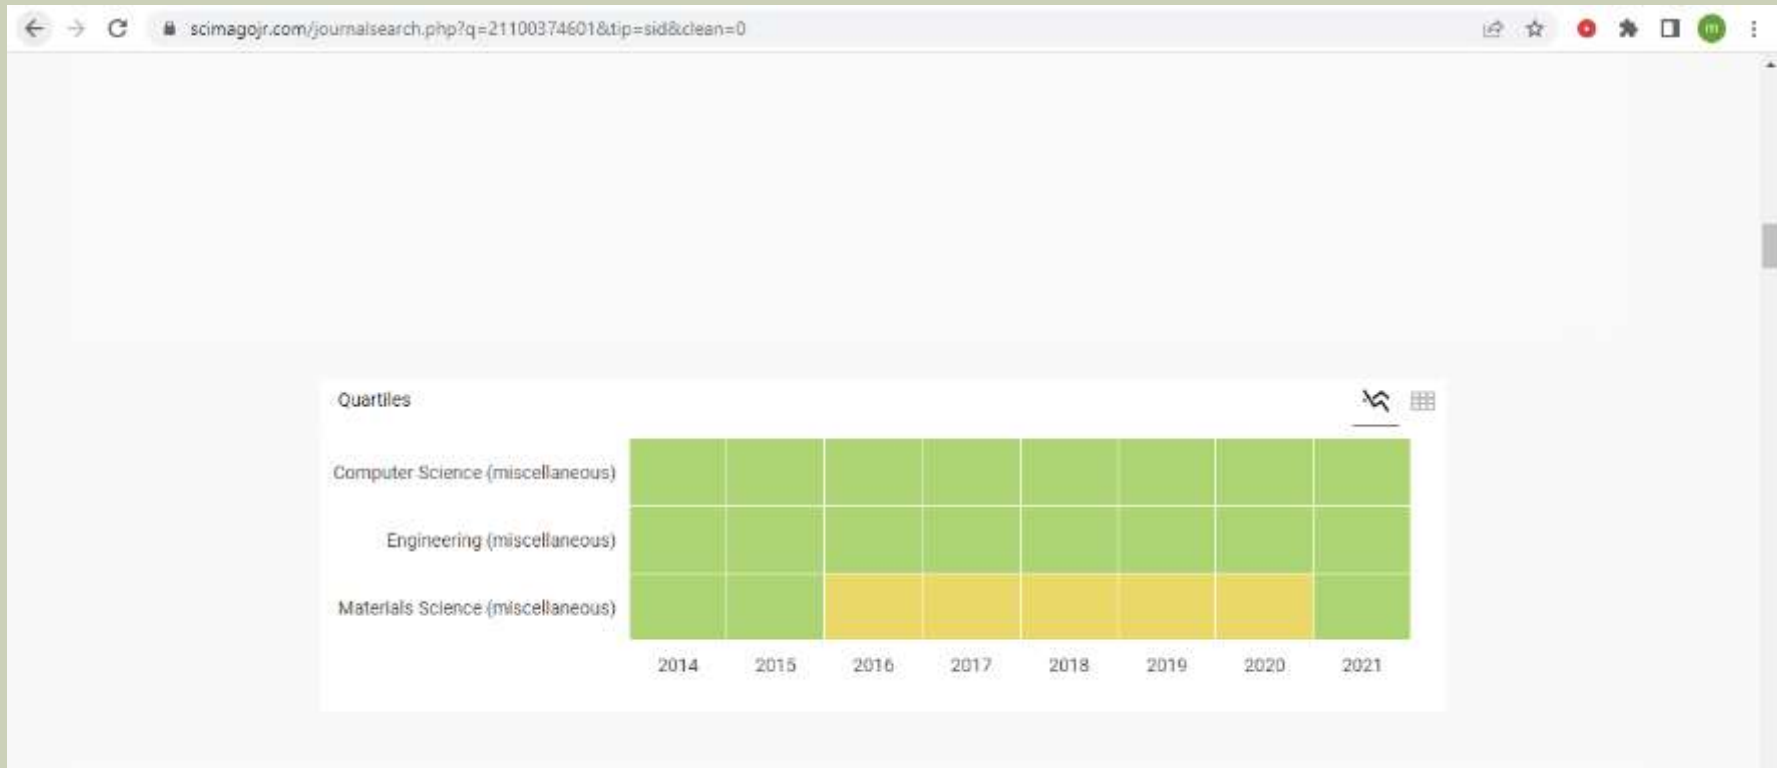 scimagojr.com/journalsearch.php?q=21100374601&tip=sid&clean=0
m
Quartiles
Computer Science (miscellaneous)
Engineering (miscellaneous)
Materials Science (miscellaneous)
2014 2015 2016 2017 2018 2019 2020 2021